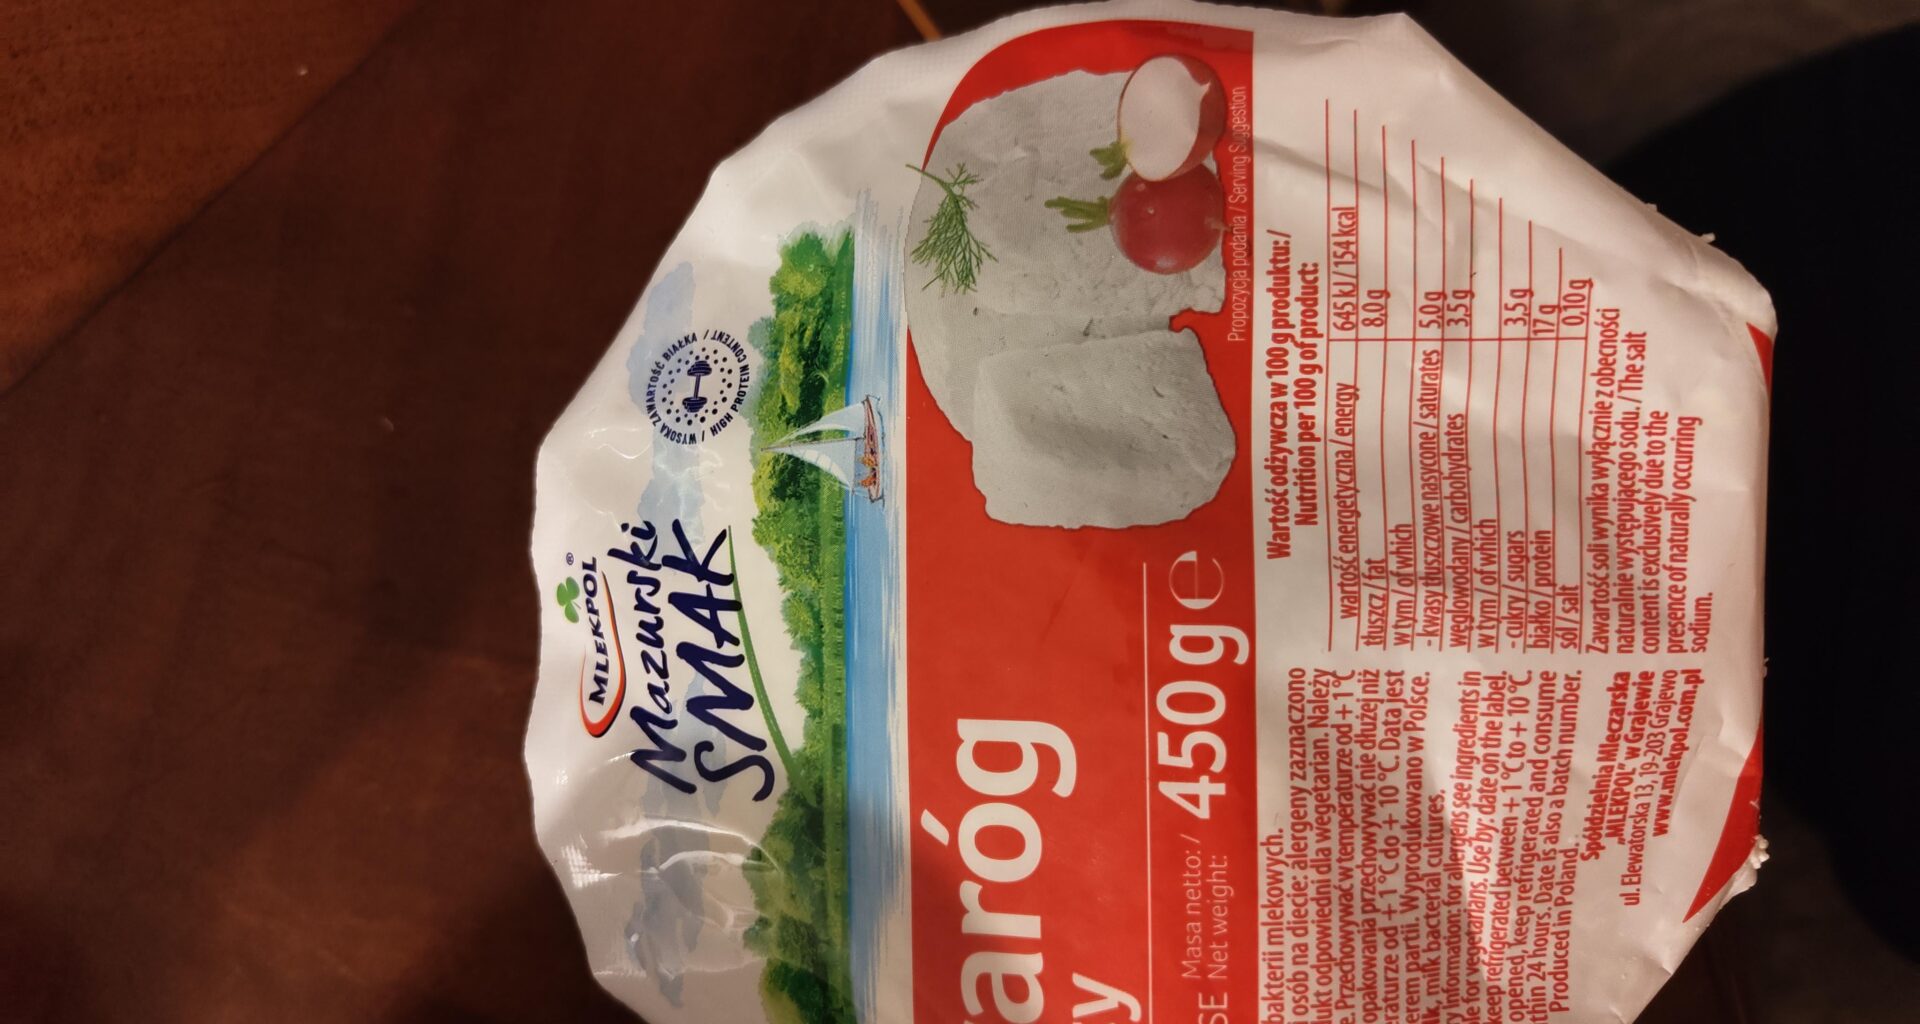 MLEKPOL®
Mazurski
SMAK
WYSOKA ZAWARTOŚĆ BIAŁKA / HIGH PROTEIN CONTENT /
aróg
y
SE
Masa netto: /
Net weight:
450 g e
Propozycja podania / Serving Suggestion
bakterii mlekowych.
i osób na diecie: alergeny zaznaczono
dukt odpowiedni dla wegetarian. Należy
e. Przechowywać w temperaturze od + 1 °C
opakowania przechowywać nie dłużej niż
eraturze od + 1 °C do + 10 °C. Data jest
erem partii. Wyprodukowano w Polsce.
lk, milk bacterial cultures.
y information: for allergens see ingredients in
le for vegetarians. Use by: date on the label.
keep refrigerated between + 1 °C to + 10 °C.
opened, keep refrigerated and consume
thin 24 hours. Date is also a batch number.
Produced in Poland.
Spółdzielnia Mleczarska
„MLEKPOL” w Grajewie
ul. Elewatorska 13, 19-203 Grajewo
www.mlekpol.com.pl
Wartość odżywcza w 100 g produktu: /
Nutrition per 100 g of product:
wartość energetyczna / energy 645 kJ / 154 kcal
tłuszcz / fat 8.0 g
w tym / of which
- kwasy tłuszczowe nasycone / saturates 5.0 g
węglowodany / carbohydrates 3.5 g
w tym / of which
- cukry / sugars 3.5 g
białko / protein 17 g
sól / salt 0.10 g
Zawartość soli wynika wyłącznie z obecności
naturalnie występującego sodu. / The salt
content is exclusively due to the
presence of naturally occurring
sodium.